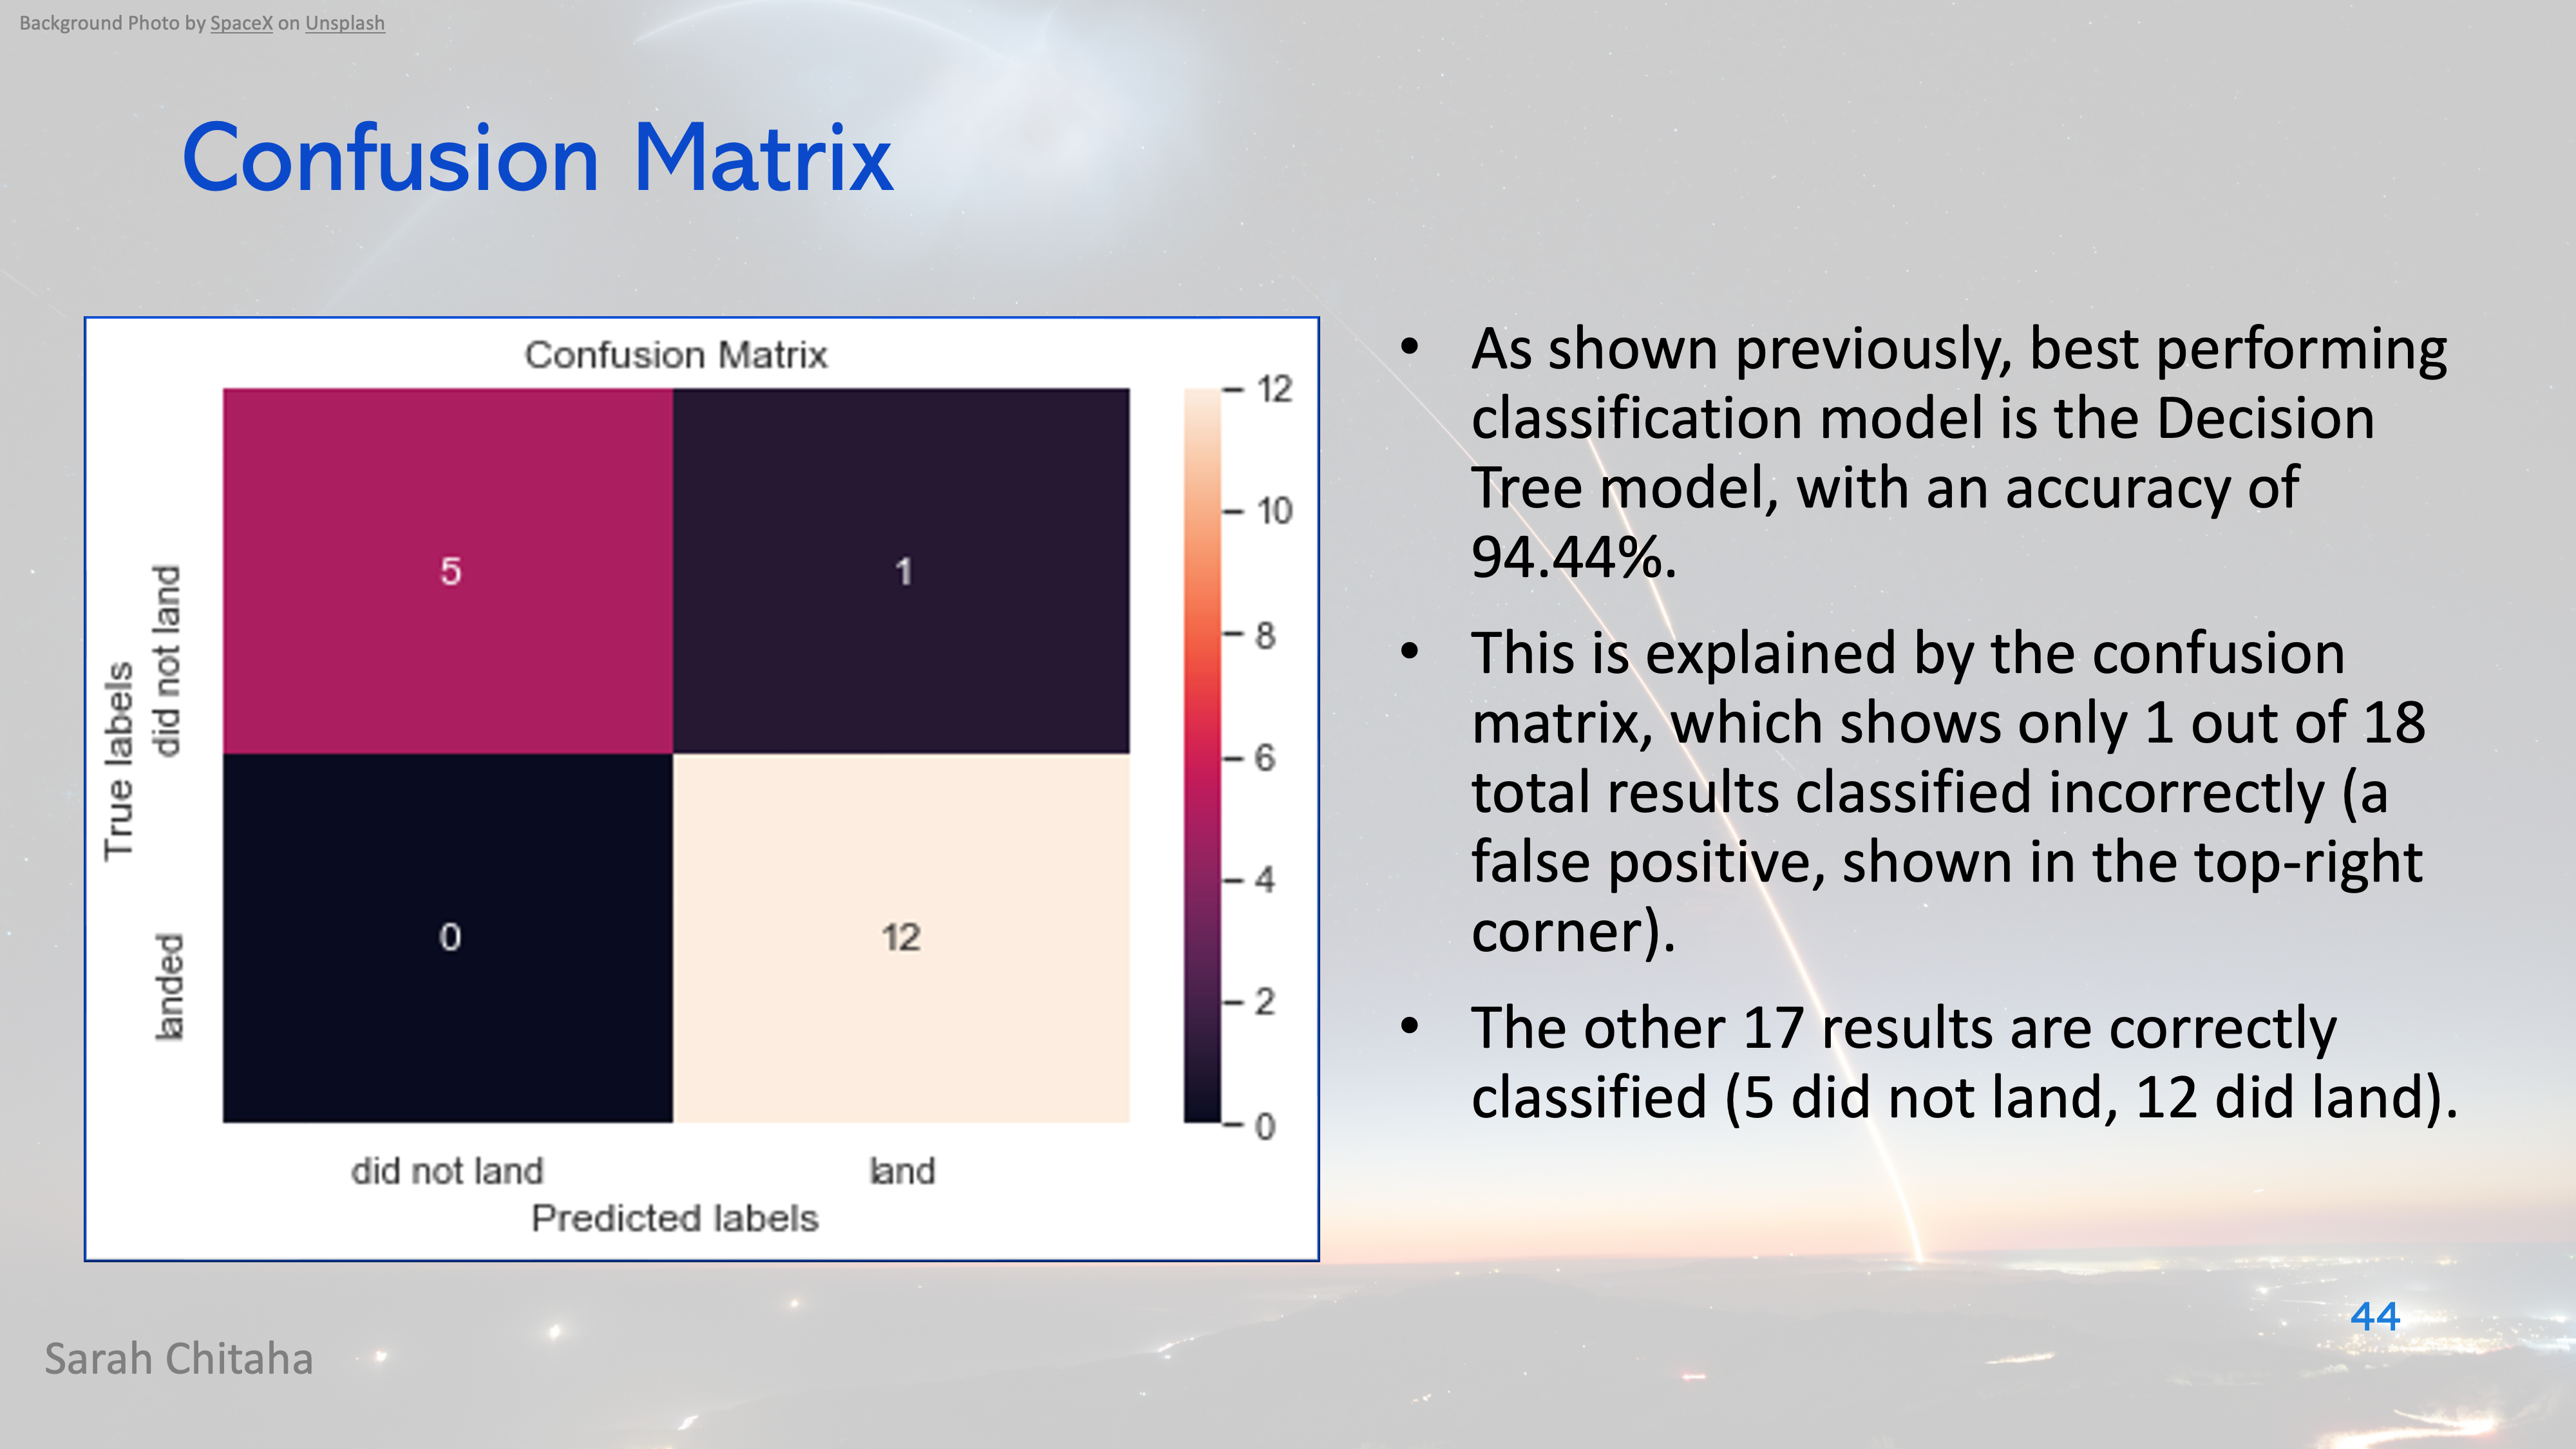 Background Photo by SpaceX on Unsplash
Confusion Matrix
Confusion Matrix
True labels
did not land
landed
5
1
0
12
12
10
8
6
4
2
0
did not land
land
Predicted labels
• As shown previously, best performing
classification model is the Decision
Tree model, with an accuracy of
94.44%.
• This is explained by the confusion
matrix, which shows only 1 out of 18
total results classified incorrectly (a
false positive, shown in the top-right
corner).
• The other 17 results are correctly
classified (5 did not land, 12 did land).
44
Sarah Chitaha